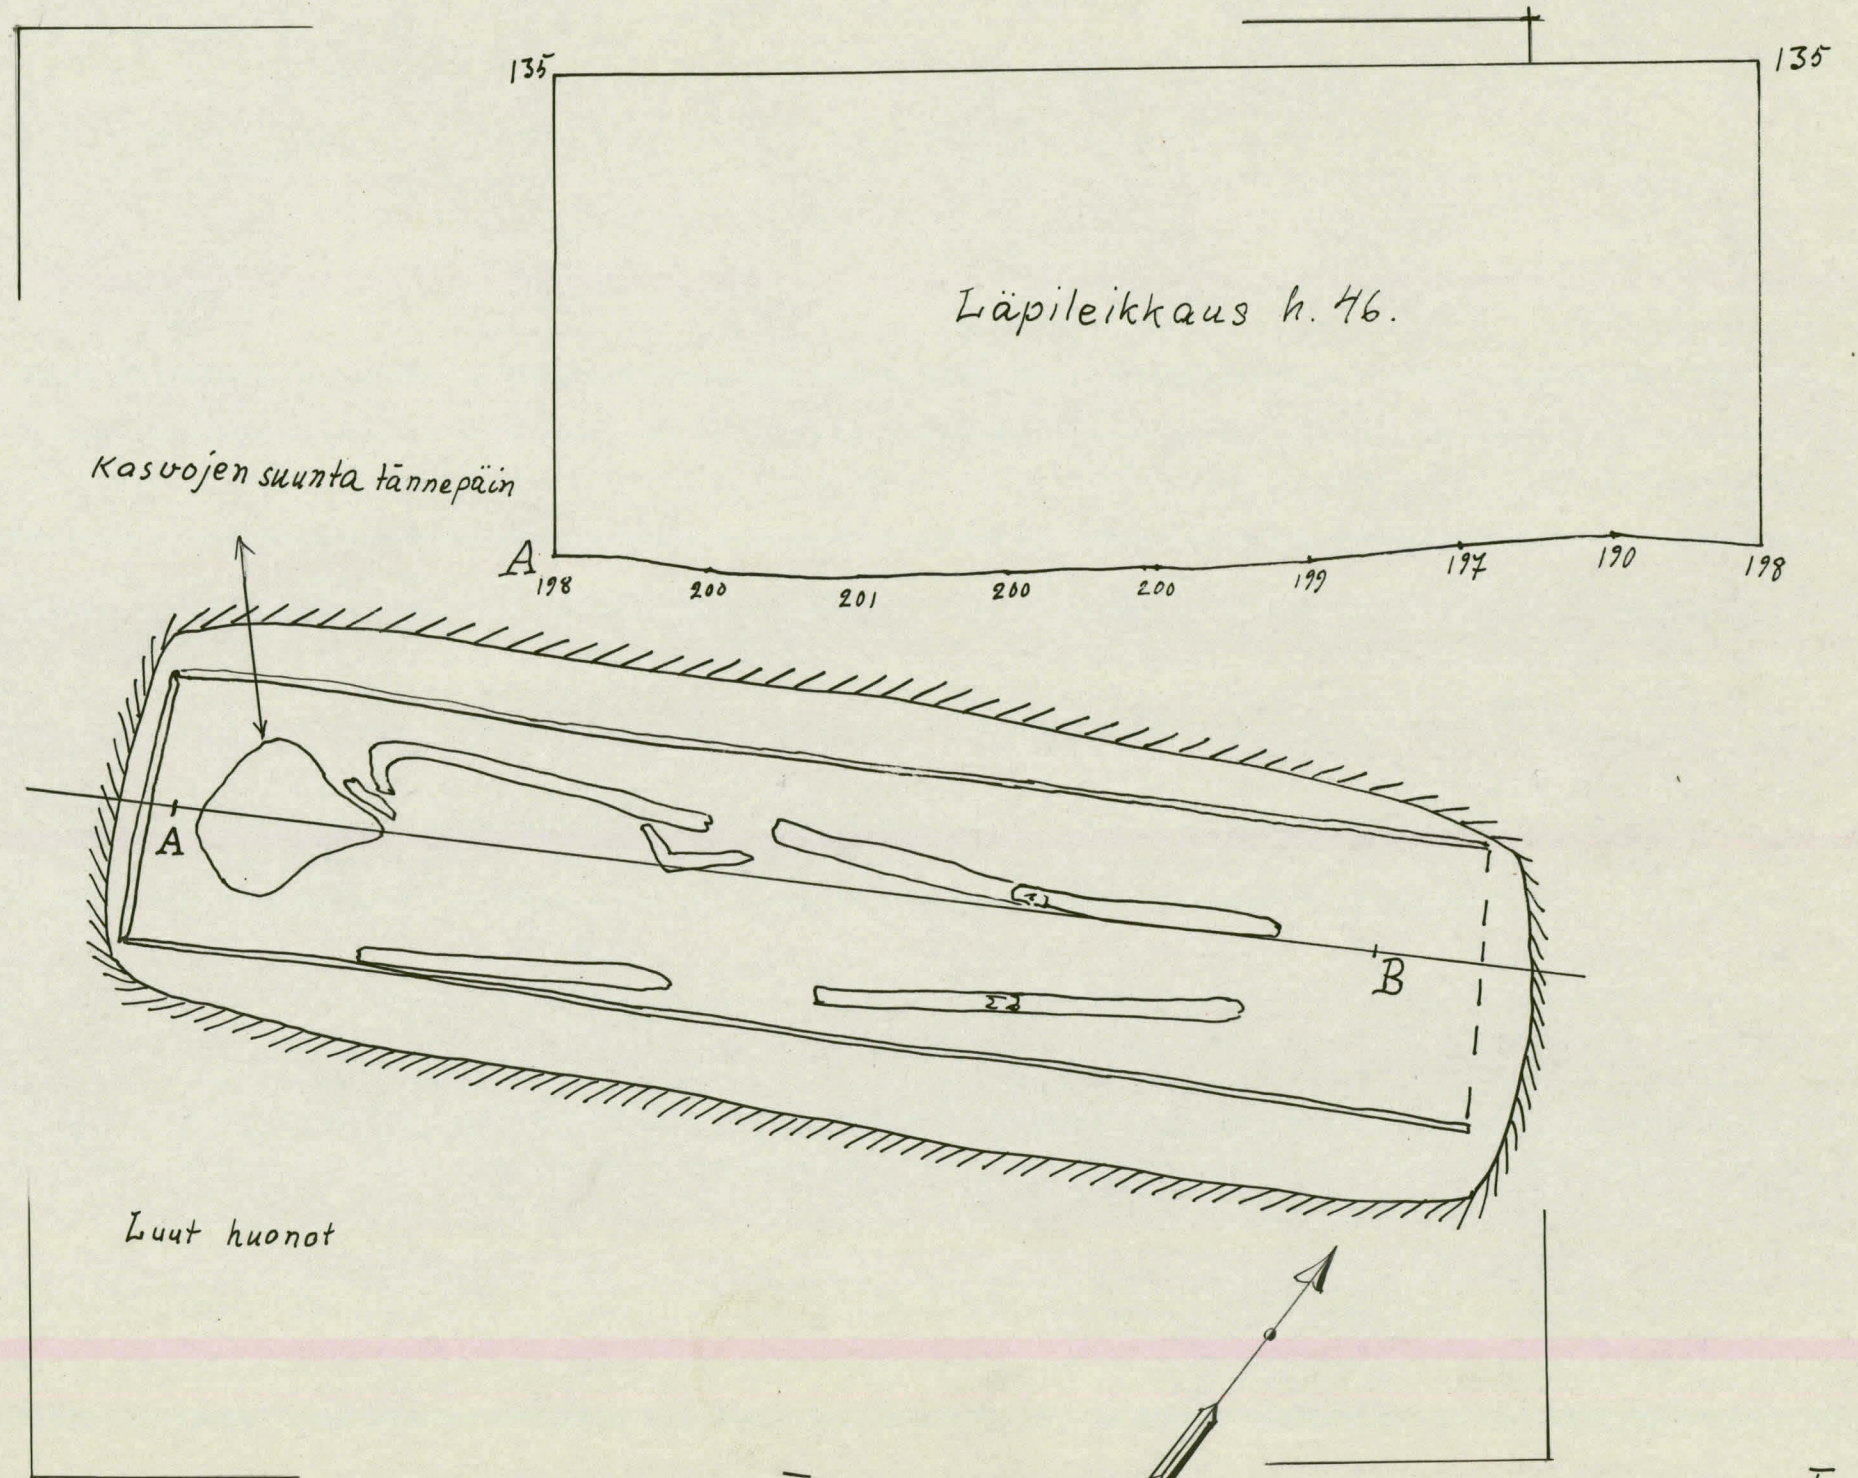 135 135
Läpileikkaus h. 46.
Kasvojen suunta tännepäin
A
198 200 201 200 200 199 197 190 198
A
B
Luut huonot